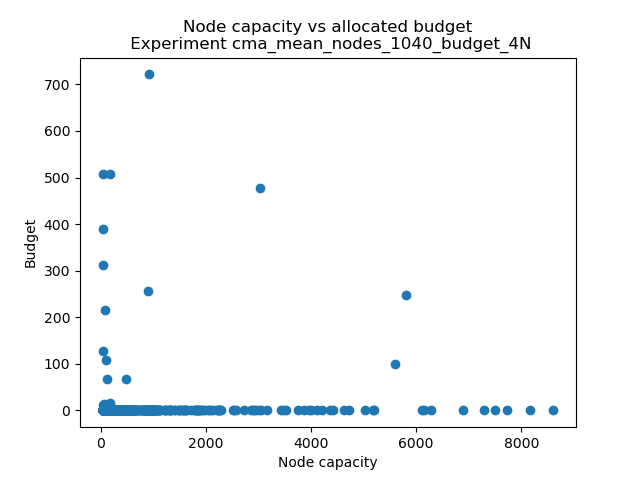 Node capacity vs allocated budget
Experiment cma_mean_nodes_1040_budget_4N
700
600
500
400
300
200
100
0
Budget
0 2000 4000 6000 8000
Node capacity